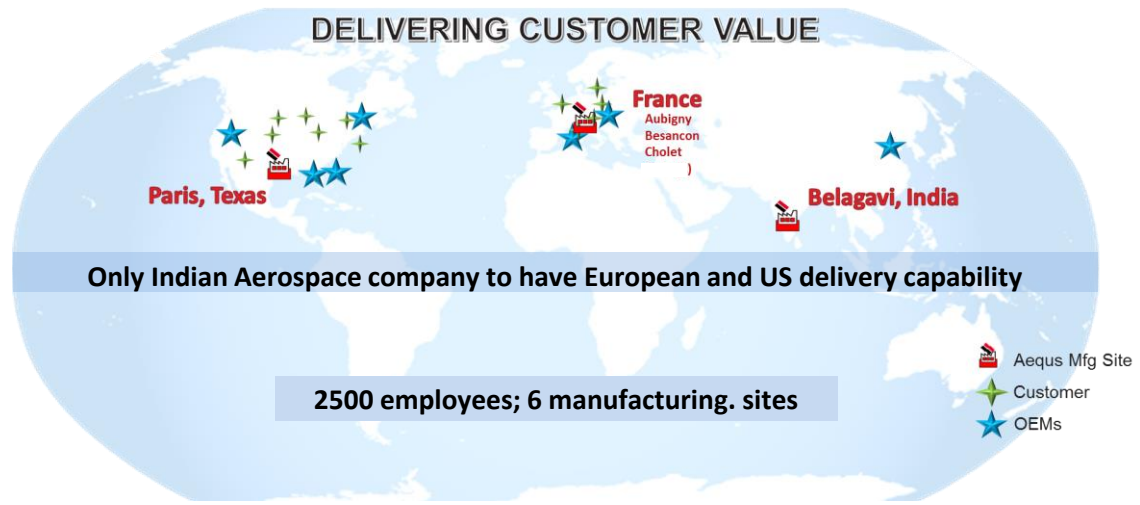 DELIVERING CUSTOMER VALUE
France
Aubigny
Besancon
Cholet
)
Paris, Texas
Belagavi, India
Only Indian Aerospace company to have European and US delivery capability
Aequs Mfg Site
2500 employees; 6 manufacturing. sites
Customer
OEMs